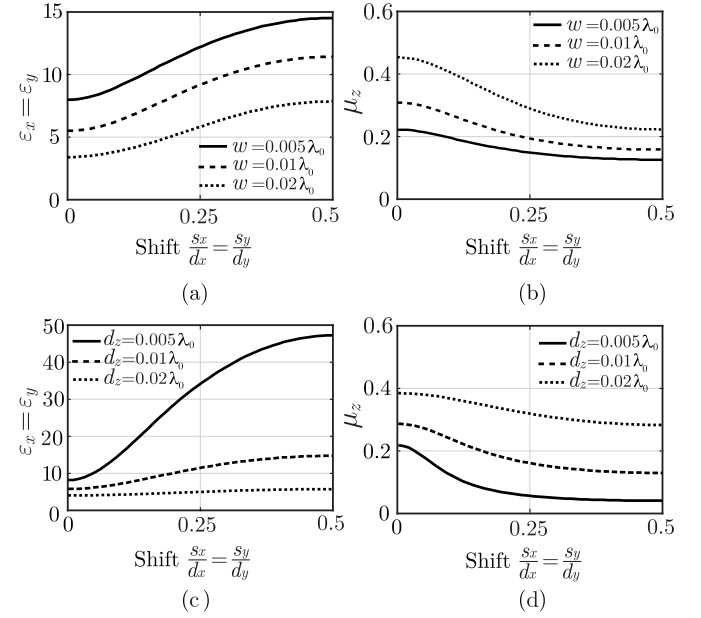 15
10
5
0
εx = εy
w = 0.005λ0
w = 0.01λ0
w = 0.02λ0
0
0.25
0.5
Shift sx/dx = sy/dy
(a)
0.6
0.4
0.2
0
μz
w = 0.005λ0
w = 0.01λ0
w = 0.02λ0
0
0.25
0.5
Shift sx/dx = sy/dy
(b)
50
40
30
20
10
0
εx = εy
dz=0.005λ0
dz=0.01λ0
dz=0.02λ0
0
0.25
0.5
Shift sx/dx = sy/dy
(c)
0.6
0.4
0.2
0
μz
dz=0.005λ0
dz=0.01λ0
dz=0.02λ0
0
0.25
0.5
Shift sx/dx = sy/dy
(d)